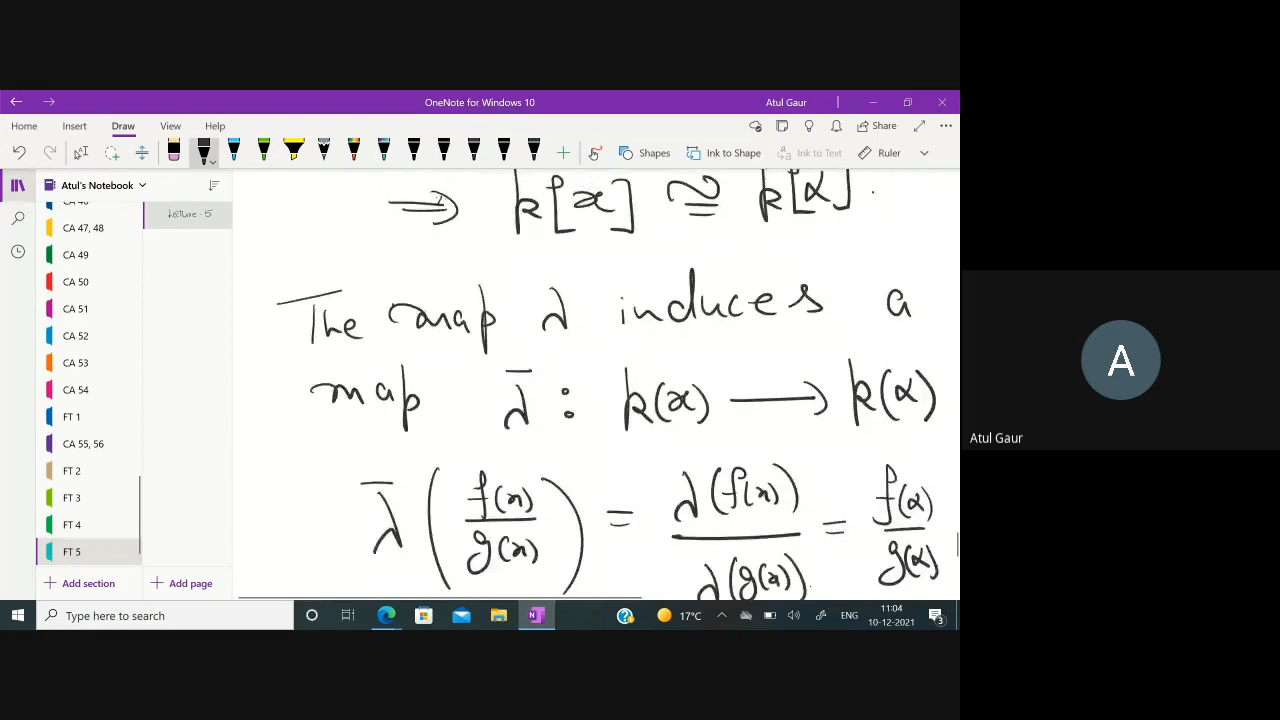 OneNote for Windows 10
Atul Gaur
Home Insert Draw View Help
Share
Shapes
Ink to Shape
Ink to Text
Ruler
Atul's Notebook
CA 47, 48
CA 49
CA 50
CA 51
CA 52
CA 53
CA 54
FT 1
CA 55, 56
FT 2
FT 3
FT 4
FT 5
Add section
Lecture - 5
Add page
⟹ k[x] ≅ k[α].
The map λ induces a
map λ̄ : k(x) ⟶ k(α)
λ̄ ( f(x) / g(x) ) = λ(f(x)) / λ(g(x)) = f(α) / g(α)
Type here to search
17°C
ENG
11:04
10-12-2021
3
A
Atul Gaur